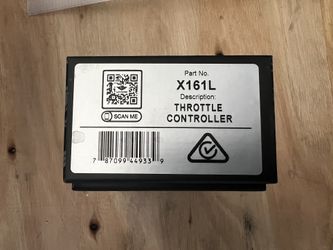 Part No.
X161L
Description:
THROTTLE
CONTROLLER
SCAN ME
7 87099 44933 9